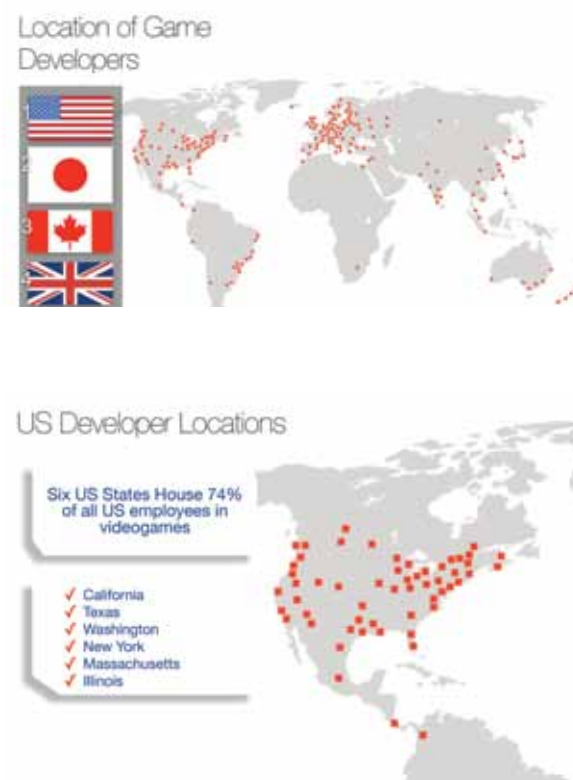 Location of Game
Developers
1
2
3
4
US Developer Locations
Six US States House 74%
of all US employees in
videogames
✓ California
✓ Texas
✓ Washington
✓ New York
✓ Massachusetts
✓ Illinois